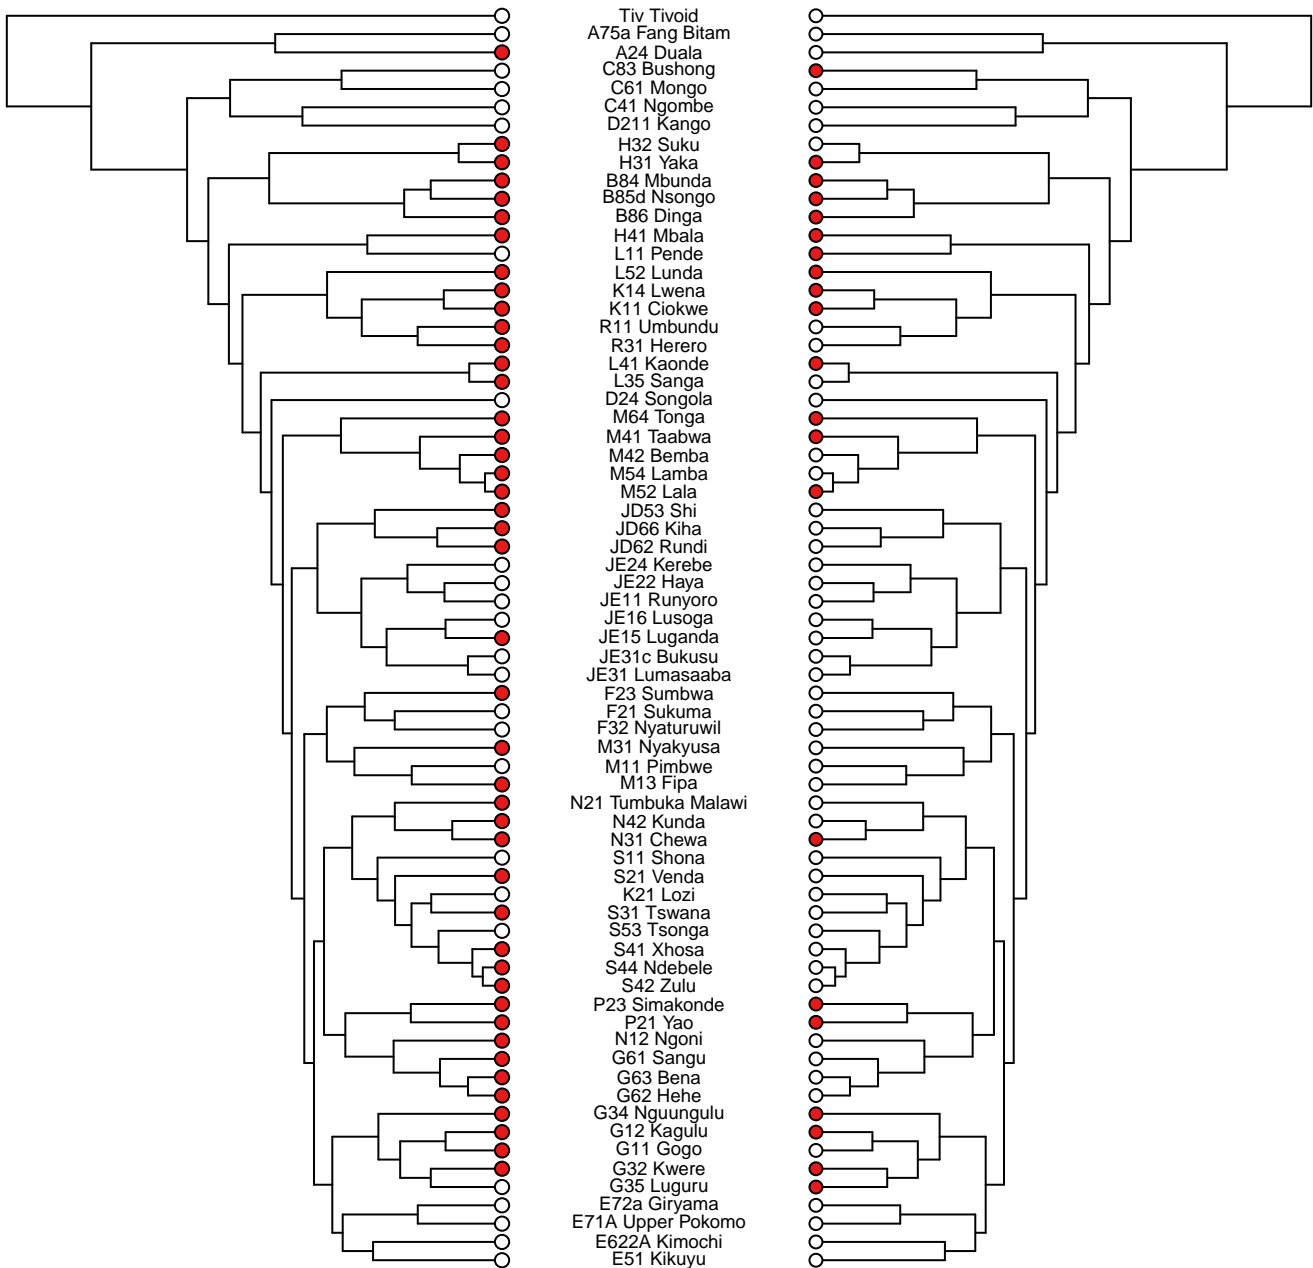 Tiv Tivoid
A75a Fang Bitam
A24 Duala
C83 Bushong
C61 Mongo
C41 Ngombe
D211 Kango
H32 Suku
H31 Yaka
B84 Mbunda
B85d Nsongo
B86 Dinga
H41 Mbala
L11 Pende
L52 Lunda
K14 Lwena
K11 Ciokwe
R11 Umbundu
R31 Herero
L41 Kaonde
L35 Sanga
D24 Songola
M64 Tonga
M41 Taabwa
M42 Bemba
M54 Lamba
M52 Lala
JD53 Shi
JD66 Kiha
JD62 Rundi
JE24 Kerebe
JE22 Haya
JE11 Runyoro
JE16 Lusoga
JE15 Luganda
JE31c Bukusu
JE31 Lumasaaba
F23 Sumbwa
F21 Sukuma
F32 Nyaturuwil
M31 Nyakyusa
M11 Pimbwe
M13 Fipa
N21 Tumbuka Malawi
N42 Kunda
N31 Chewa
S11 Shona
S21 Venda
K21 Lozi
S31 Tswana
S53 Tsonga
S41 Xhosa
S44 Ndebele
S42 Zulu
P23 Simakonde
P21 Yao
N12 Ngoni
G61 Sangu
G63 Bena
G62 Hehe
G34 Nguungulu
G12 Kagulu
G11 Gogo
G32 Kwere
G35 Luguru
E72a Giryama
E71A Upper Pokomo
E622A Kimochi
E51 Kikuyu